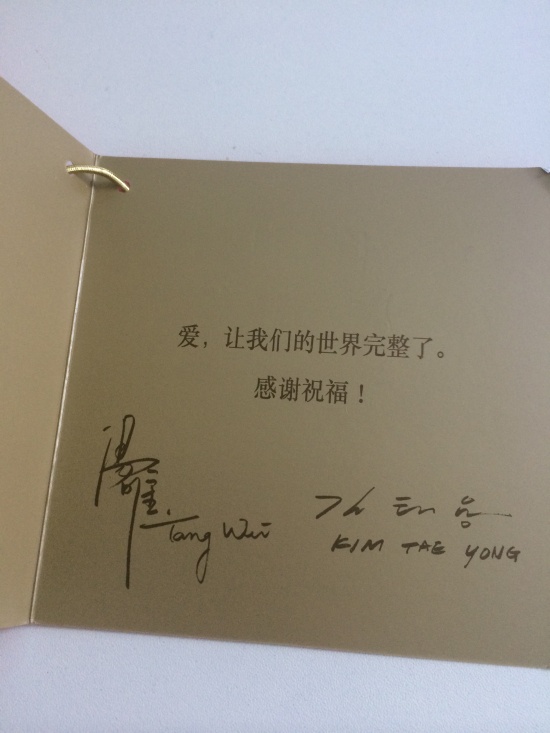 爱，让我们的世界完整了。
感谢祝福！
汤唯
Tang Wei
김태용
KIM TAE YONG